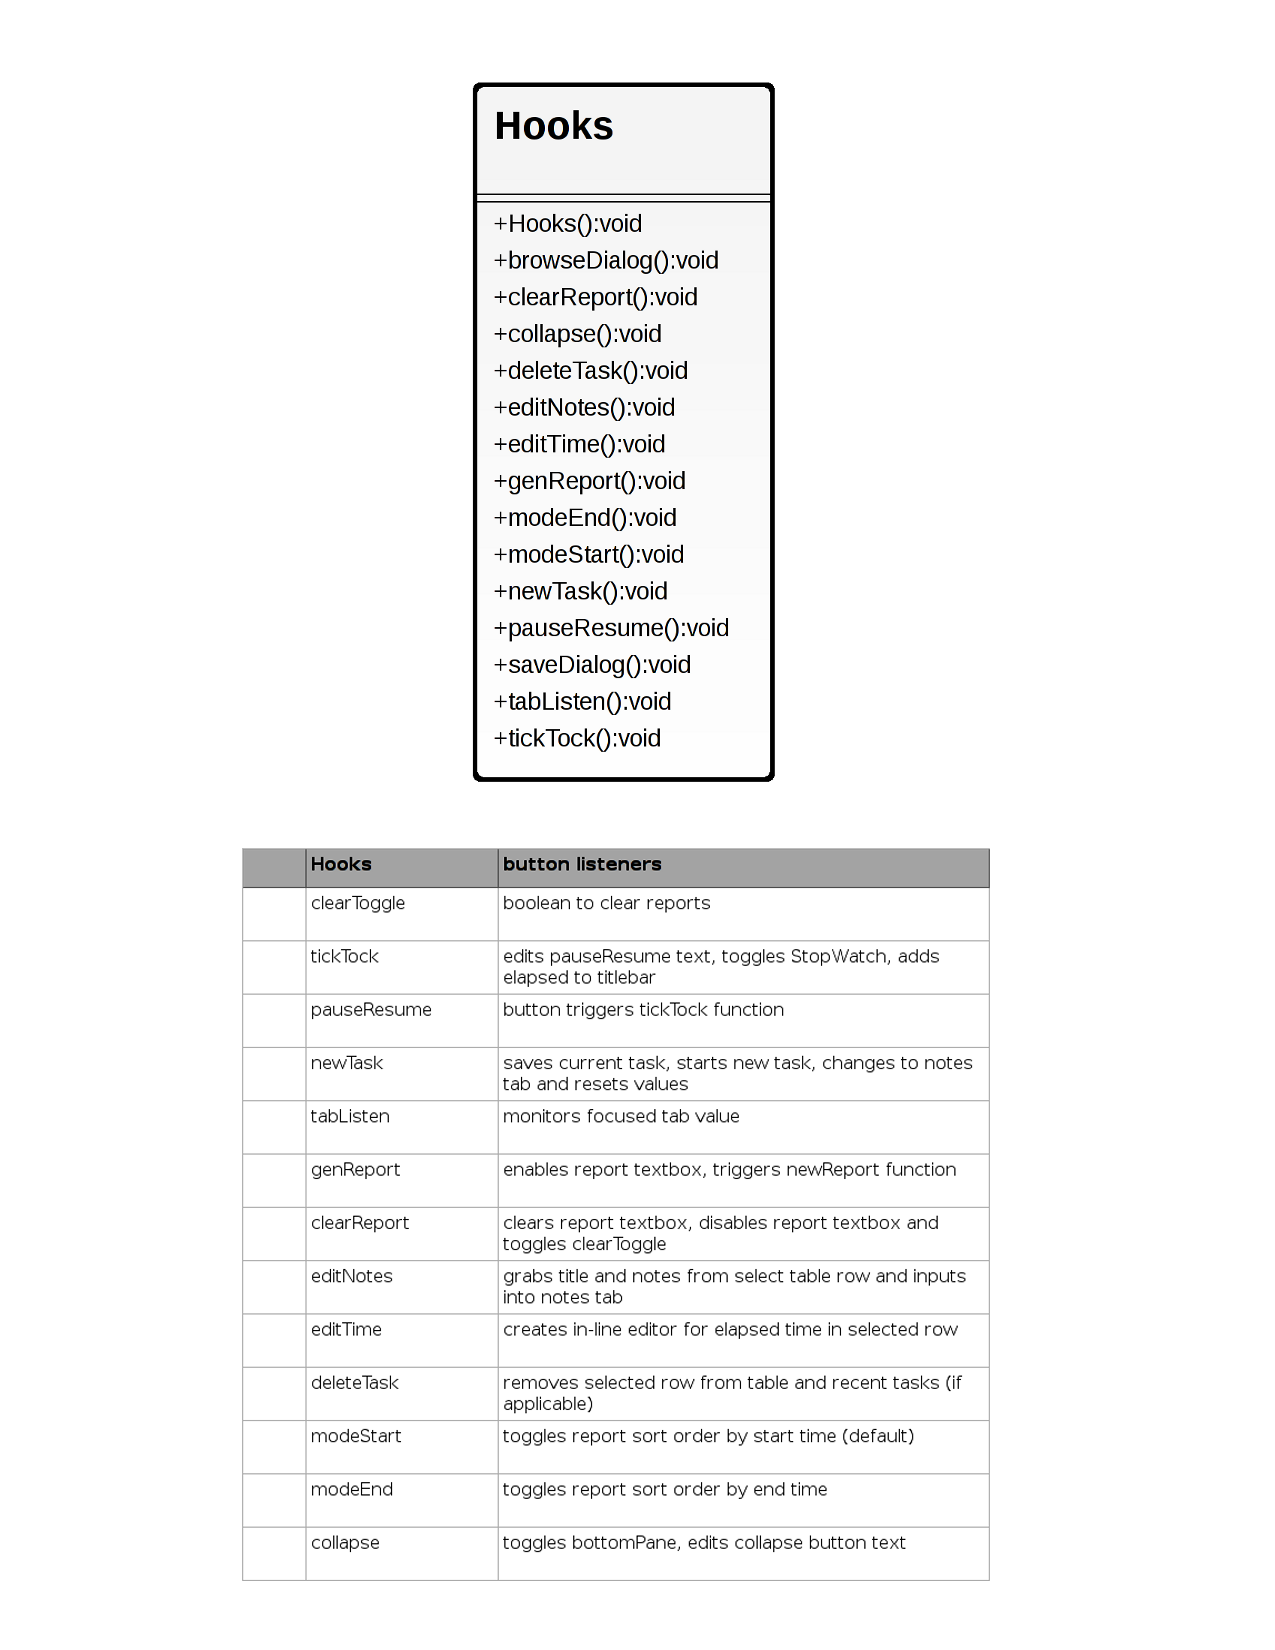 Hooks
+Hooks():void
+browseDialog():void
+clearReport():void
+collapse():void
+deleteTask():void
+editNotes():void
+editTime():void
+genReport():void
+modeEnd():void
+modeStart():void
+newTask():void
+pauseResume():void
+saveDialog():void
+tabListen():void
+tickTock():void
Hooks button listeners
clearToggle boolean to clear reports
tickTock edits pauseResume text, toggles StopWatch, adds
elapsed to titlebar
pauseResume button triggers tickTock function
newTask saves current task, starts new task, changes to notes
tab and resets values
tabListen monitors focused tab value
genReport enables report textbox, triggers newReport function
clearReport clears report textbox, disables report textbox and
toggles clearToggle
editNotes grabs title and notes from select table row and inputs
into notes tab
editTime creates in-line editor for elapsed time in selected row
deleteTask removes selected row from table and recent tasks (if
applicable)
modeStart toggles report sort order by start time (default)
modeEnd toggles report sort order by end time
collapse toggles bottomPane, edits collapse button text